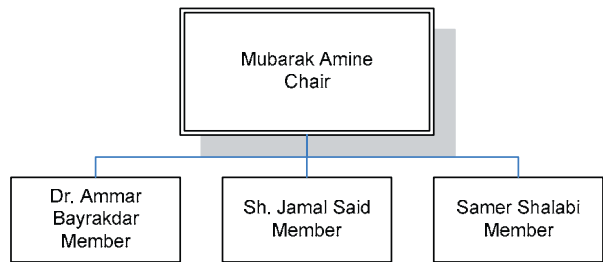 Mubarak Amine
Chair
Dr. Ammar
Bayrakdar
Member
Sh. Jamal Said
Member
Samer Shalabi
Member